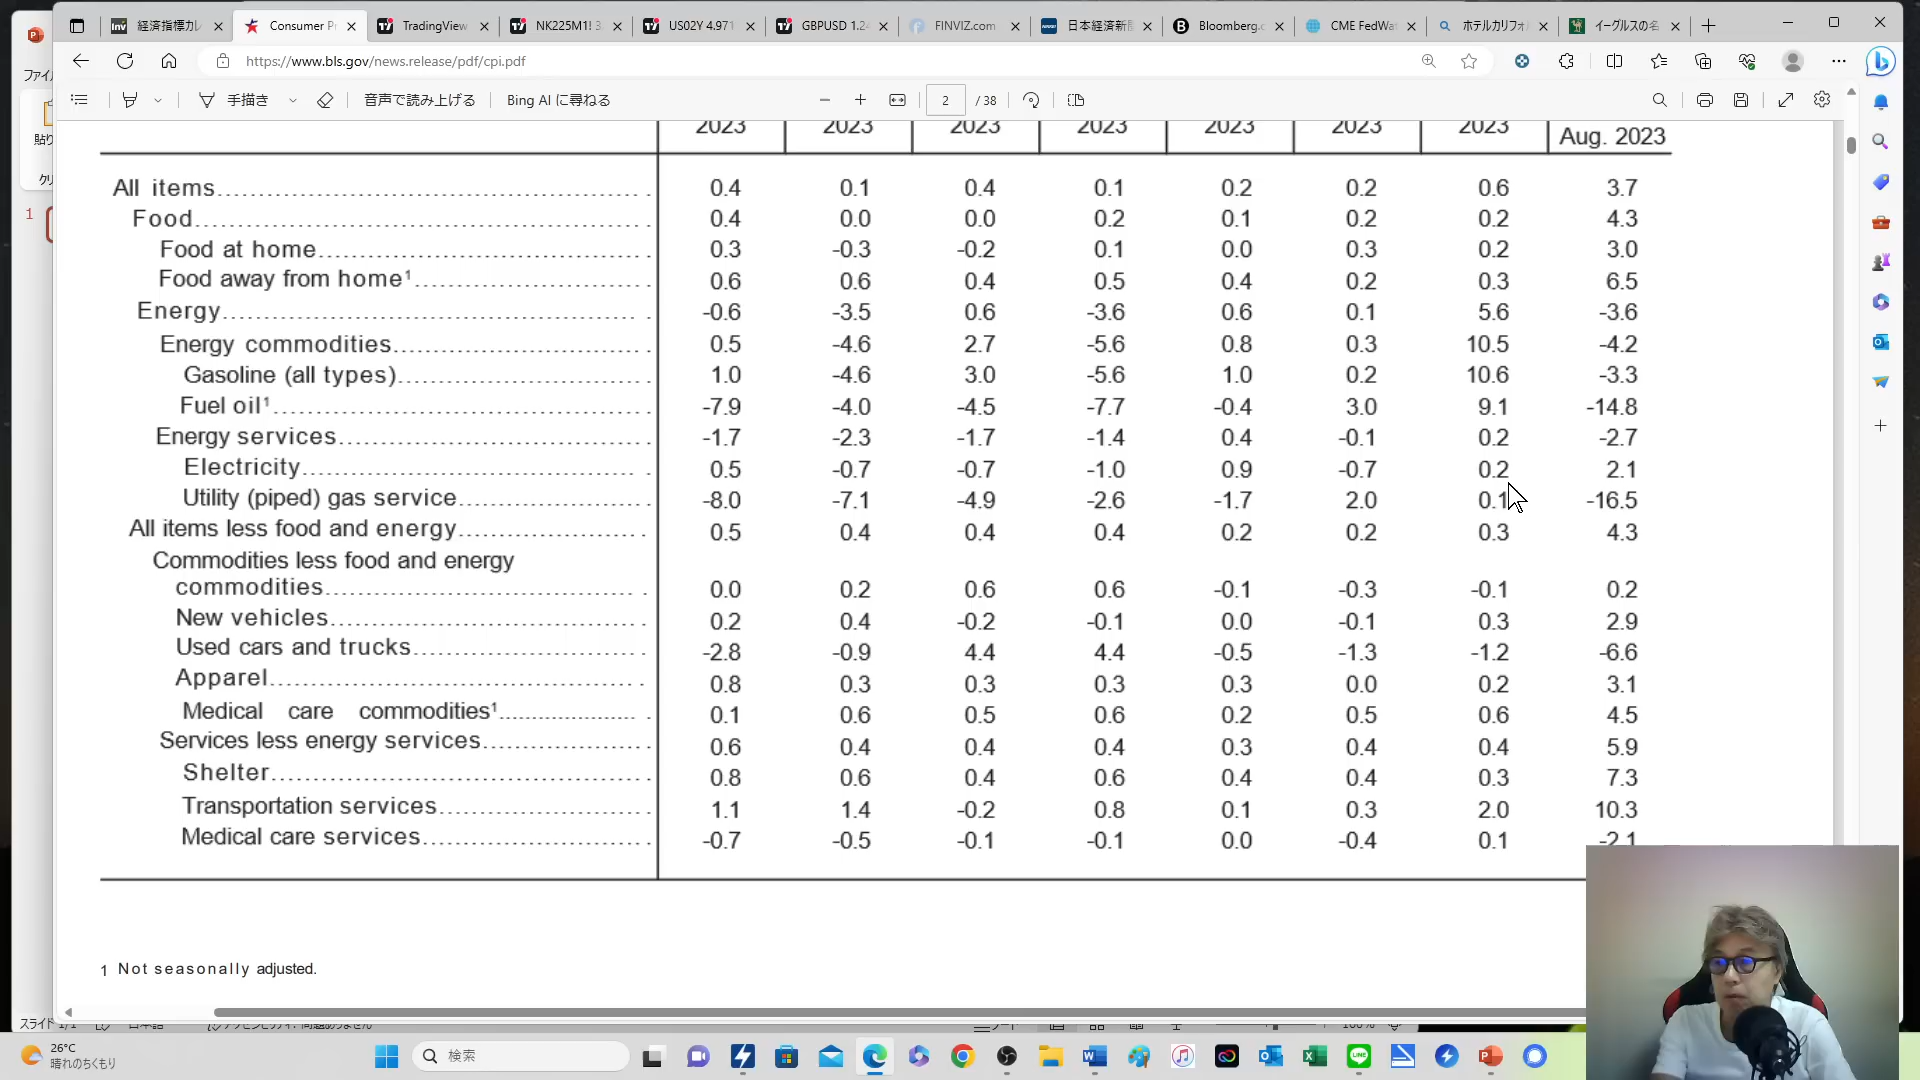 経済指標カレ
Consumer Pr
TradingView
NK225M1! 3
US02Y 4.971
GBPUSD 1.24
FINVIZ.com
日本経済新聞
Bloomberg.c
CME FedWat
ホテルカリフォル
イーグルスの名
https://www.bls.gov/news.release/pdf/cpi.pdf
ファイ
手描き
音声で読み上げる
Bing AI に尋ねる
2 / 38
貼り
クリ
1
2023 2023 2023 2023 2023 2023 2023 Aug. 2023
All items 0.4 0.1 0.4 0.1 0.2 0.2 0.6 3.7
Food 0.4 0.0 0.0 0.2 0.1 0.2 0.2 4.3
Food at home 0.3 -0.3 -0.2 0.1 0.0 0.3 0.2 3.0
Food away from home¹ 0.6 0.6 0.4 0.5 0.4 0.2 0.3 6.5
Energy -0.6 -3.5 0.6 -3.6 0.6 0.1 5.6 -3.6
Energy commodities 0.5 -4.6 2.7 -5.6 0.8 0.3 10.5 -4.2
Gasoline (all types) 1.0 -4.6 3.0 -5.6 1.0 0.2 10.6 -3.3
Fuel oil¹ -7.9 -4.0 -4.5 -7.7 -0.4 3.0 9.1 -14.8
Energy services -1.7 -2.3 -1.7 -1.4 0.4 -0.1 0.2 -2.7
Electricity 0.5 -0.7 -0.7 -1.0 0.9 -0.7 0.2 2.1
Utility (piped) gas service -8.0 -7.1 -4.9 -2.6 -1.7 2.0 0.1 -16.5
All items less food and energy 0.5 0.4 0.4 0.4 0.2 0.2 0.3 4.3
Commodities less food and energy
commodities 0.0 0.2 0.6 0.6 -0.1 -0.3 -0.1 0.2
New vehicles 0.2 0.4 -0.2 -0.1 0.0 -0.1 0.3 2.9
Used cars and trucks -2.8 -0.9 4.4 4.4 -0.5 -1.3 -1.2 -6.6
Apparel 0.8 0.3 0.3 0.3 0.3 0.0 0.2 3.1
Medical care commodities¹ 0.1 0.6 0.5 0.6 0.2 0.5 0.6 4.5
Services less energy services 0.6 0.4 0.4 0.4 0.3 0.4 0.4 5.9
Shelter 0.8 0.6 0.4 0.6 0.4 0.4 0.3 7.3
Transportation services 1.1 1.4 -0.2 0.8 0.1 0.3 2.0 10.3
Medical care services -0.7 -0.5 -0.1 -0.1 0.0 -0.4 0.1 -2.1
1 Not seasonally adjusted.
26°C
晴れのちくもり
検索